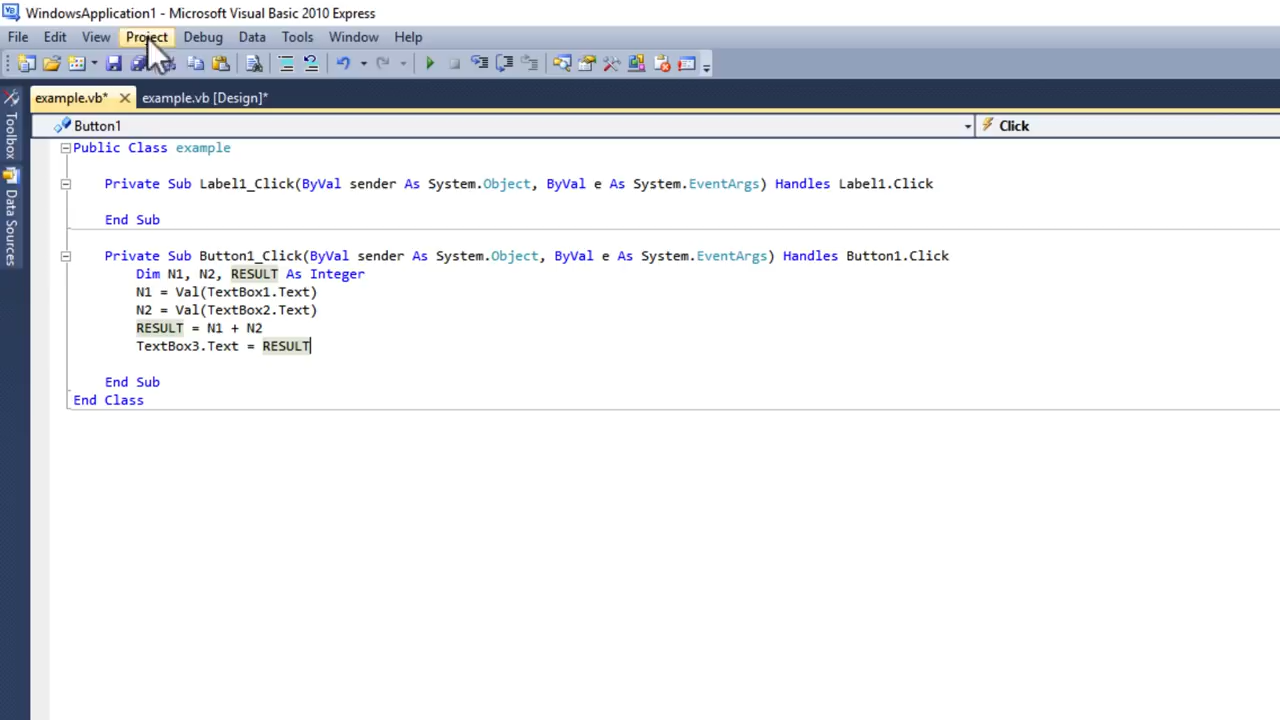 WindowsApplication1 - Microsoft Visual Basic 2010 Express
File Edit View Project Debug Data Tools Window Help
example.vb* example.vb [Design]*
Toolbox
Data Sources
Button1 Click
Public Class example
Private Sub Label1_Click(ByVal sender As System.Object, ByVal e As System.EventArgs) Handles Label1.Click
End Sub
Private Sub Button1_Click(ByVal sender As System.Object, ByVal e As System.EventArgs) Handles Button1.Click
Dim N1, N2, RESULT As Integer
N1 = Val(TextBox1.Text)
N2 = Val(TextBox2.Text)
RESULT = N1 + N2
TextBox3.Text = RESULT
End Sub
End Class